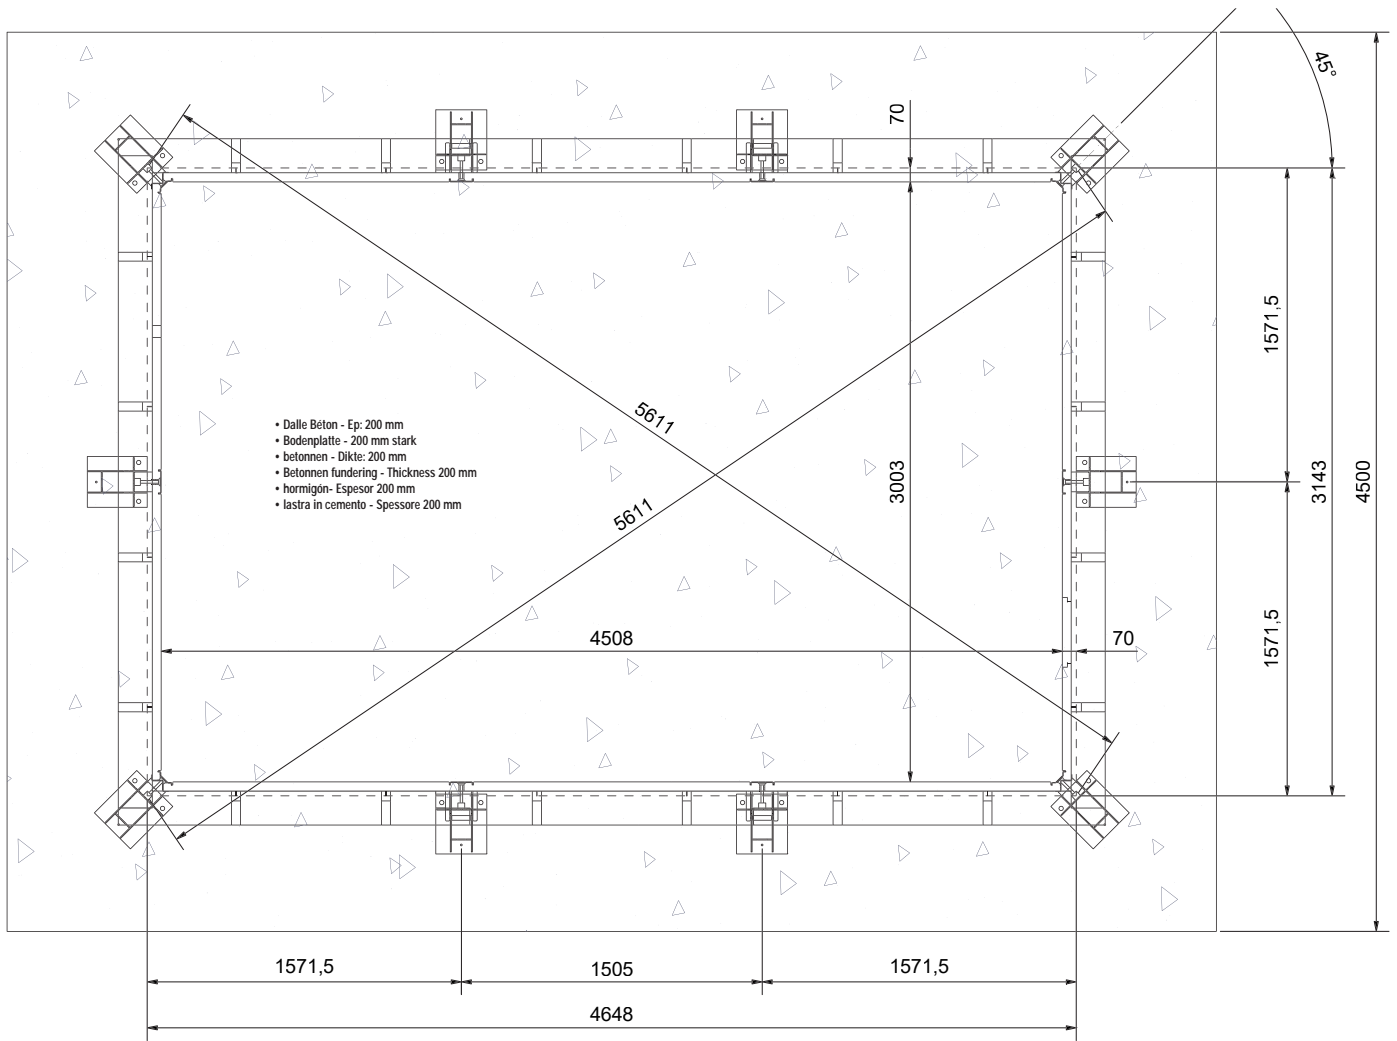 45°
70
1571,5
5611
• Dalle Béton - Ep: 200 mm
• Bodenplatte - 200 mm stark
• betonnen - Dikte: 200 mm
• Betonnen fundering - Thickness 200 mm
• hormigón- Espesor 200 mm
• lastra in cemento - Spessore 200 mm
3003
3143
4500
5611
4508
70
1571,5
1571,5
1505
1571,5
4648